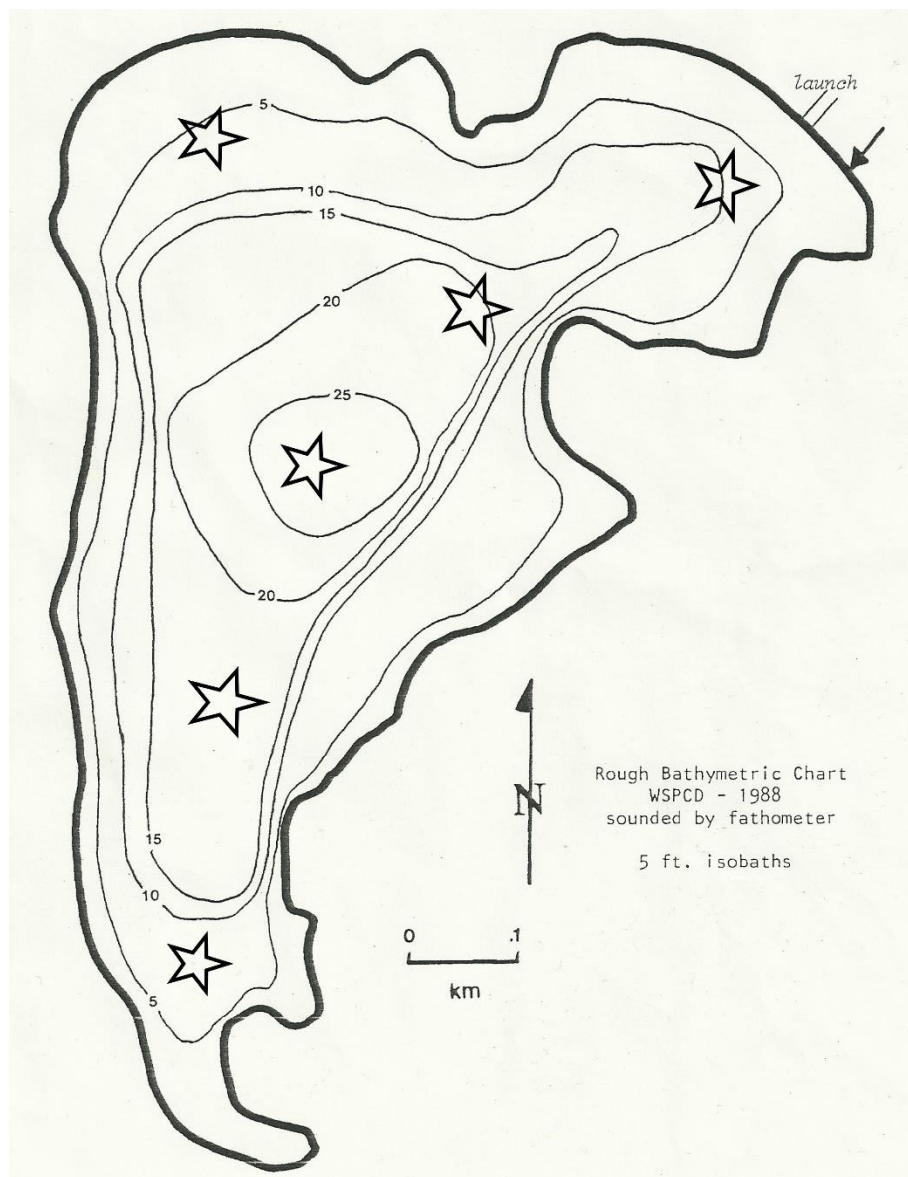 launch
5
10
15
20
25
20
15
10
5
N
Rough Bathymetric Chart
WSPCD - 1988
sounded by fathometer
5 ft. isobaths
0 .1
km